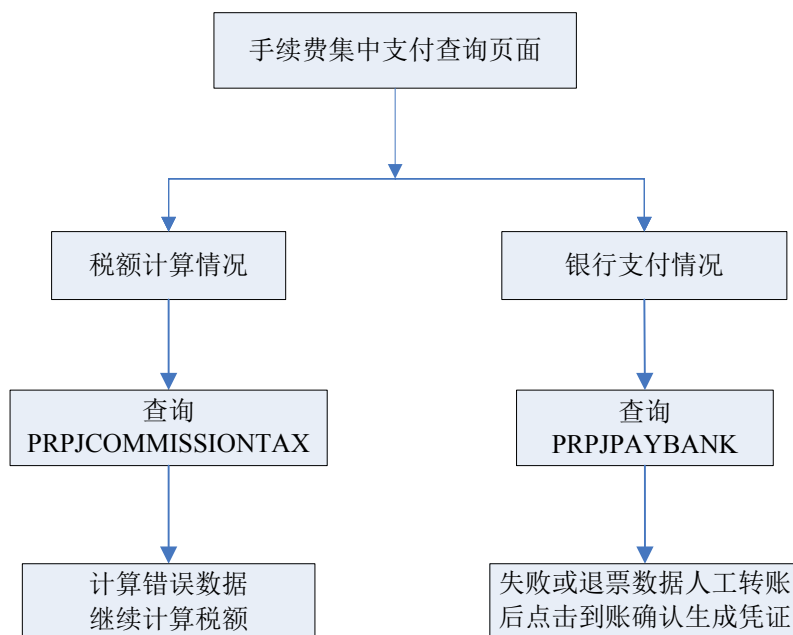 手续费集中支付查询页面
税额计算情况
银行支付情况
查询
PRPJCOMMISSIONTAX
查询
PRPJPAYBANK
计算错误数据
继续计算税额
失败或退票数据人工转账
后点击到账确认生成凭证